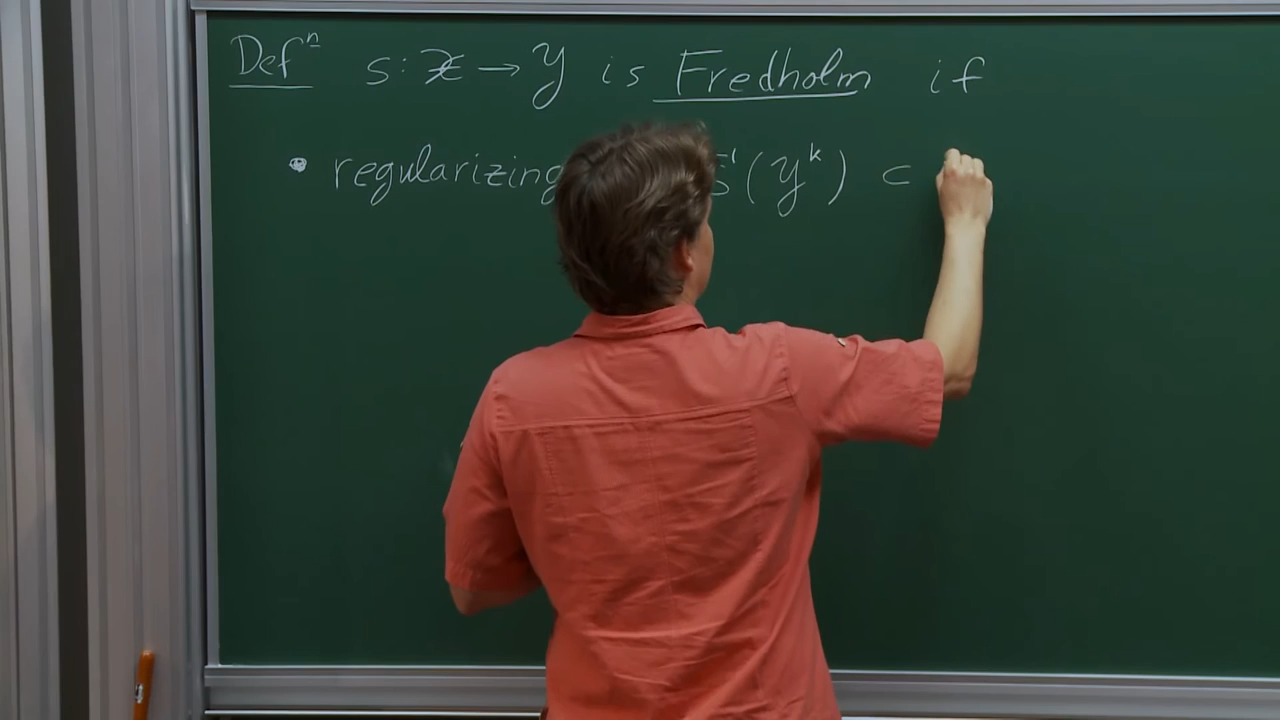 Defⁿ s: 𝒳 → 𝒴 is Fredholm if
• regularizing s⁻¹(𝒴ᵏ) ⊂